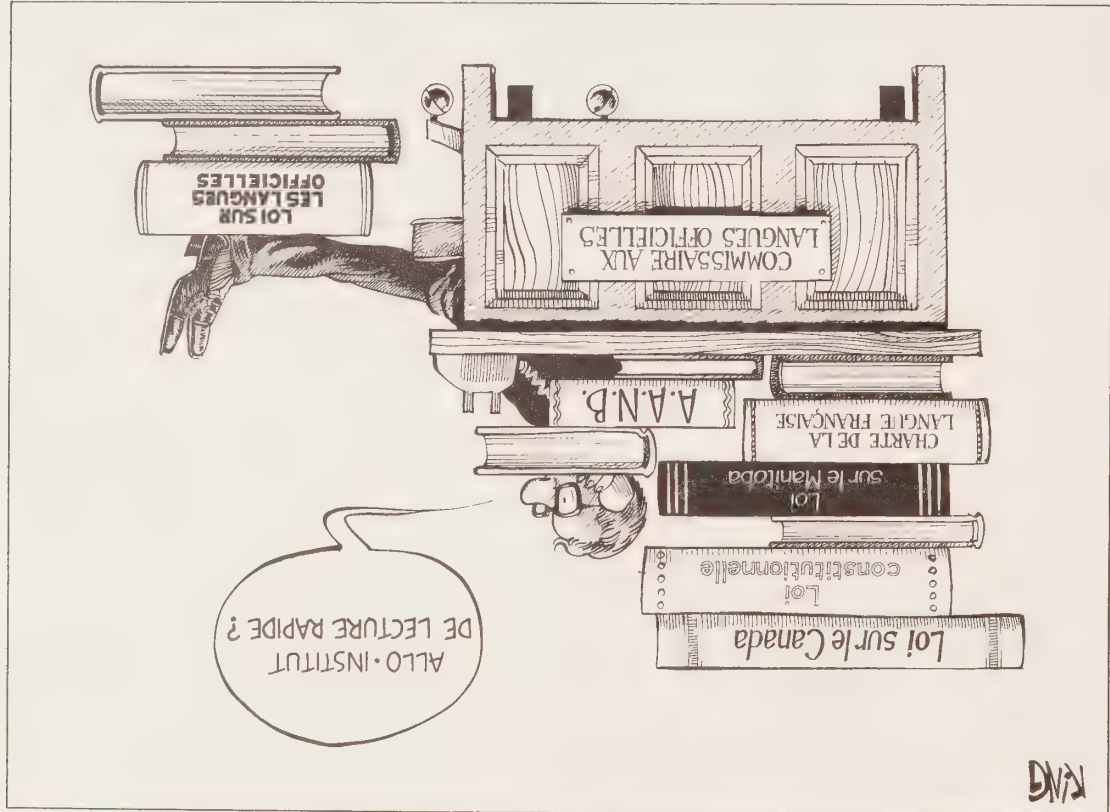 KING
ALLO · INSTITUT
DE LECTURE RAPIDE ?
Loi sur le Canada
Loi
constitutionnelle
Loi
sur le Manitoba
CHARTE DE LA
LANGUE FRANÇAISE
A.A.N.B.
COMMISSAIRE AUX
LANGUES OFFICIELLES
LOI SUR
LES LANGUES
OFFICIELLES